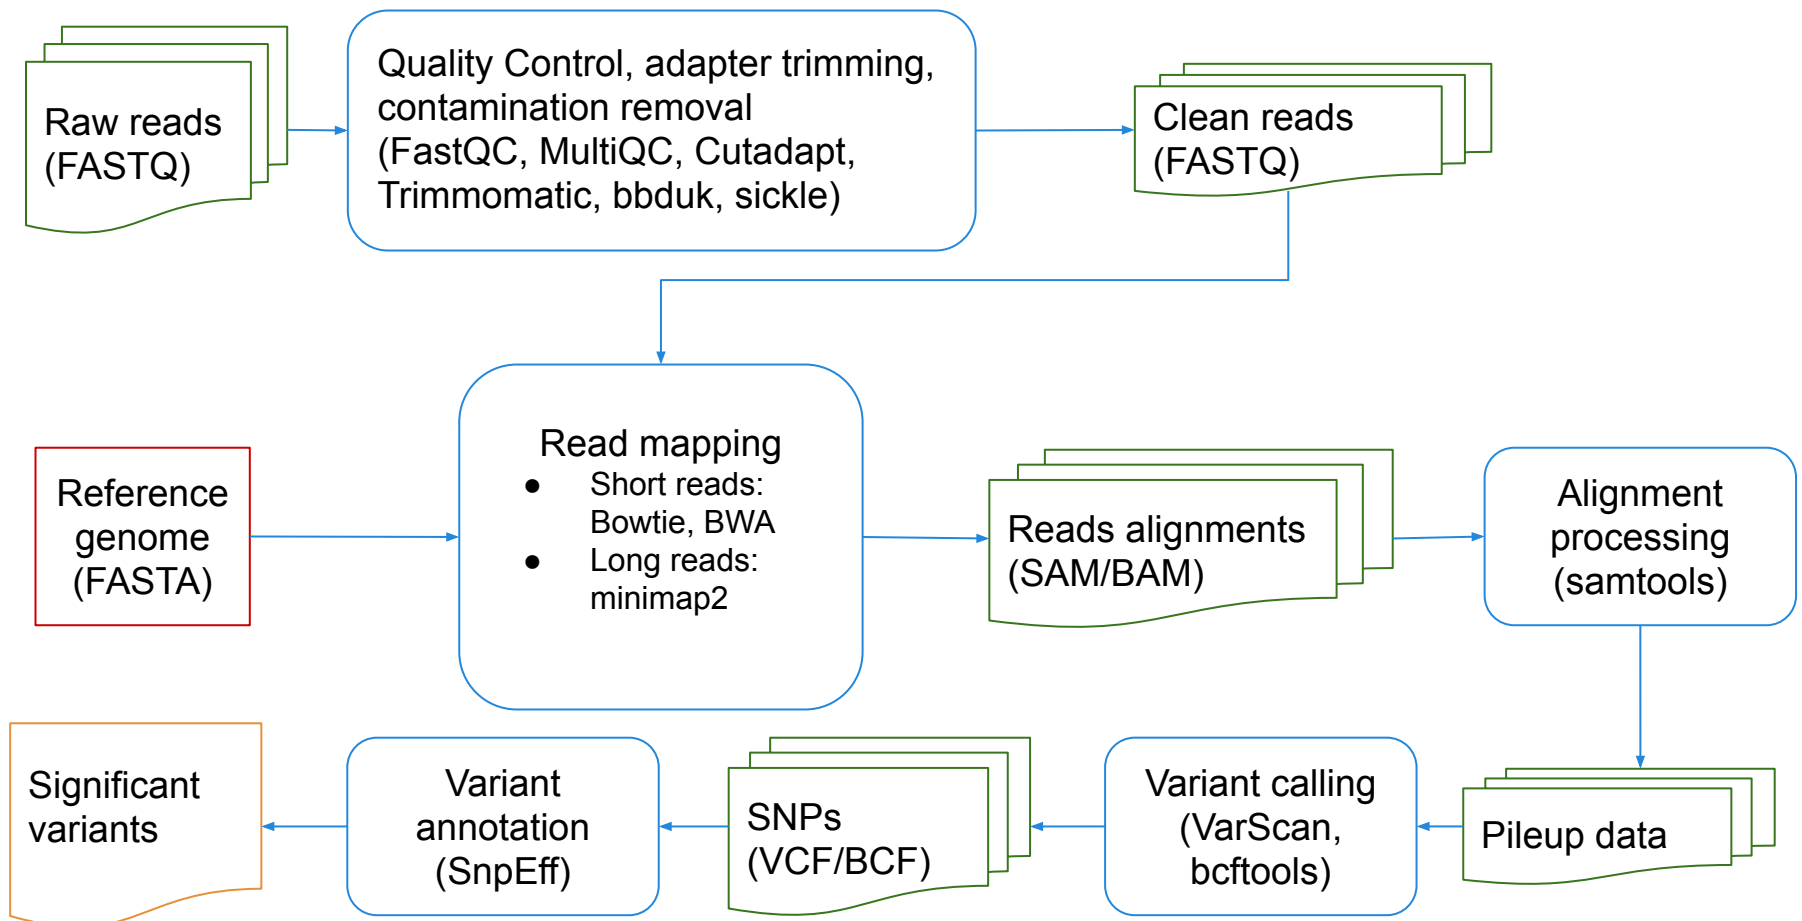 Raw reads
(FASTQ)
Quality Control, adapter trimming,
contamination removal
(FastQC, MultiQC, Cutadapt,
Trimmomatic, bbduk, sickle)
Clean reads
(FASTQ)
Reference
genome
(FASTA)
Read mapping
● Short reads:
Bowtie, BWA
● Long reads:
minimap2
Reads alignments
(SAM/BAM)
Alignment
processing
(samtools)
Significant
variants
Variant
annotation
(SnpEff)
SNPs
(VCF/BCF)
Variant calling
(VarScan,
bcftools)
Pileup data